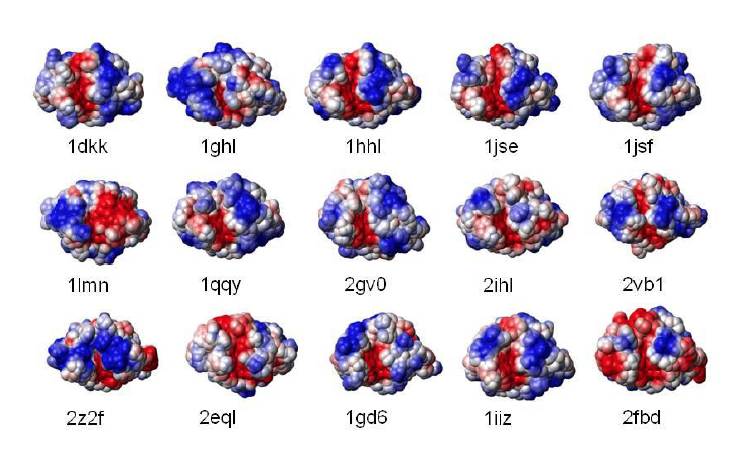 1dkk 1ghl 1hhl 1jse 1jsf
1lmn 1qqy 2gv0 2ihl 2vb1
2z2f 2eql 1gd6 1iiz 2fbd